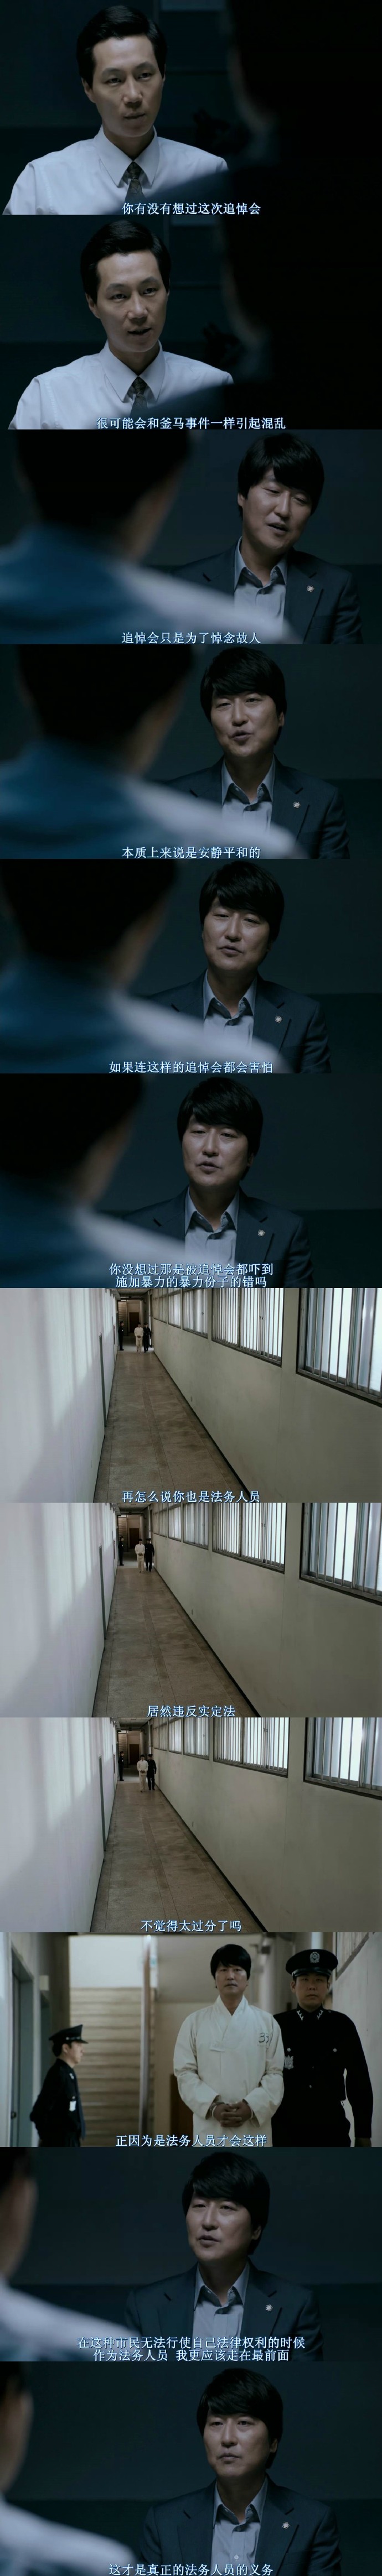 你有没有想过这次追悼会
很可能会和釜马事件一样引起混乱
追悼会只是为了悼念故人
本质上来说是安静平和的
如果连这样的追悼会都会害怕
你没想过那是被追悼会都吓到
施加暴力的暴力份子的错吗
再怎么说你也是法务人员
居然违反实定法
不觉得太过分了吗
正因为是法务人员才会这样
在这种市民无法行使自己法律权利的时候
作为法务人员 我更应该走在最前面
这才是真正的法务人员的义务